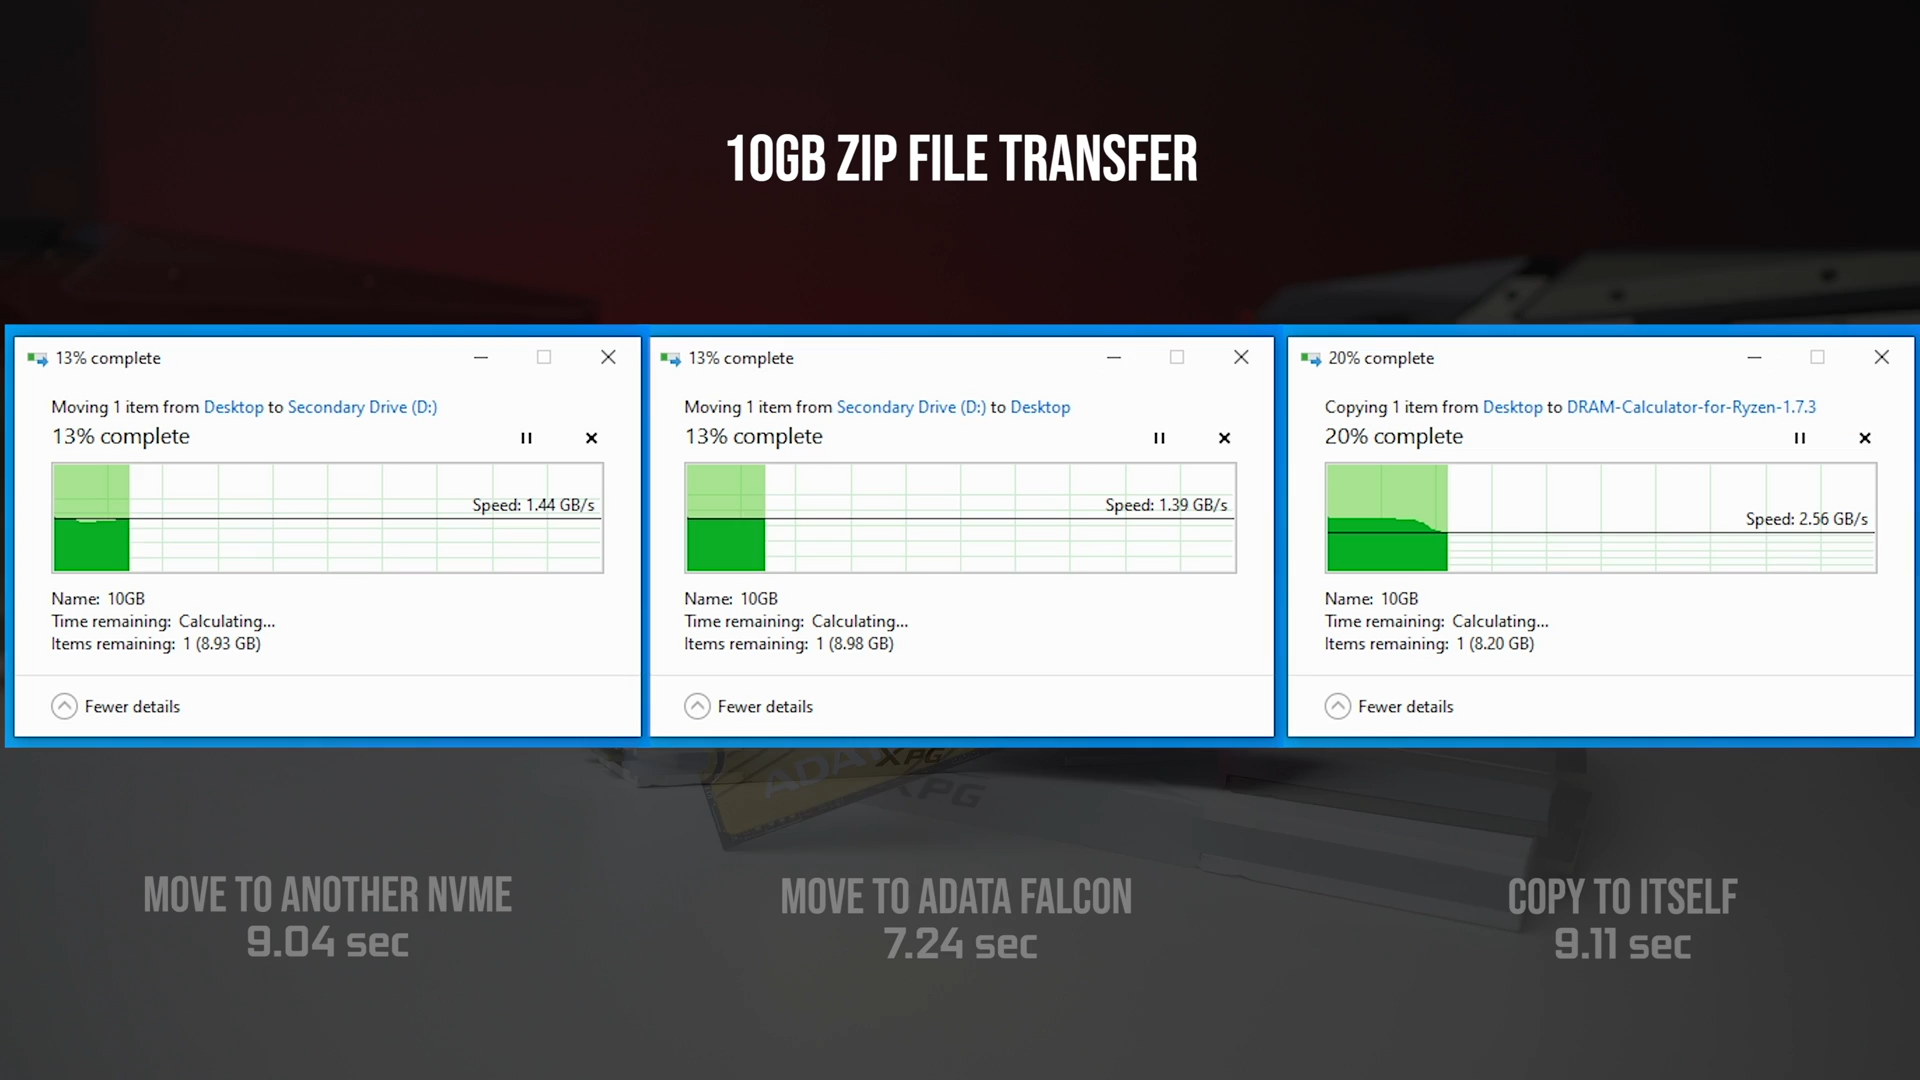 10GB ZIP FILE TRANSFER
13% complete
Moving 1 item from Desktop to Secondary Drive (D:)
13% complete
Speed: 1.44 GB/s
Name: 10GB
Time remaining: Calculating...
Items remaining: 1 (8.93 GB)
Fewer details
13% complete
Moving 1 item from Secondary Drive (D:) to Desktop
13% complete
Speed: 1.39 GB/s
Name: 10GB
Time remaining: Calculating...
Items remaining: 1 (8.98 GB)
Fewer details
20% complete
Copying 1 item from Desktop to DRAM-Calculator-for-Ryzen-1.7.3
20% complete
Speed: 2.56 GB/s
Name: 10GB
Time remaining: Calculating...
Items remaining: 1 (8.20 GB)
Fewer details
XPG
XPG
MOVE TO ANOTHER NVME
9.04 sec
MOVE TO ADATA FALCON
7.24 sec
COPY TO ITSELF
9.11 sec